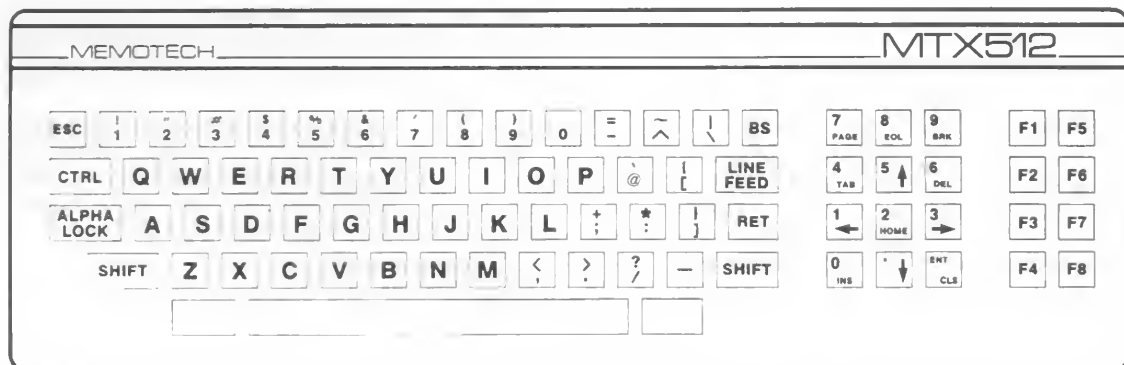 MEMOTECH MTX512
ESC ! 1 " 2 # 3 $ 4 % 5 & 6 ' 7 ( 8 ) 9 0 = - ~ ^ | \ BS 7 PAGE 8 EOL 9 BRK F1 F5
CTRL Q W E R T Y U I O P ` @ { [ LINE FEED 4 TAB 5 ↑ 6 DEL F2 F6
ALPHA LOCK A S D F G H J K L + ; * : } ] RET 1 ← 2 HOME 3 → F3 F7
SHIFT Z X C V B N M < , > . ? / — SHIFT 0 INS . ↓ ENT CLS F4 F8